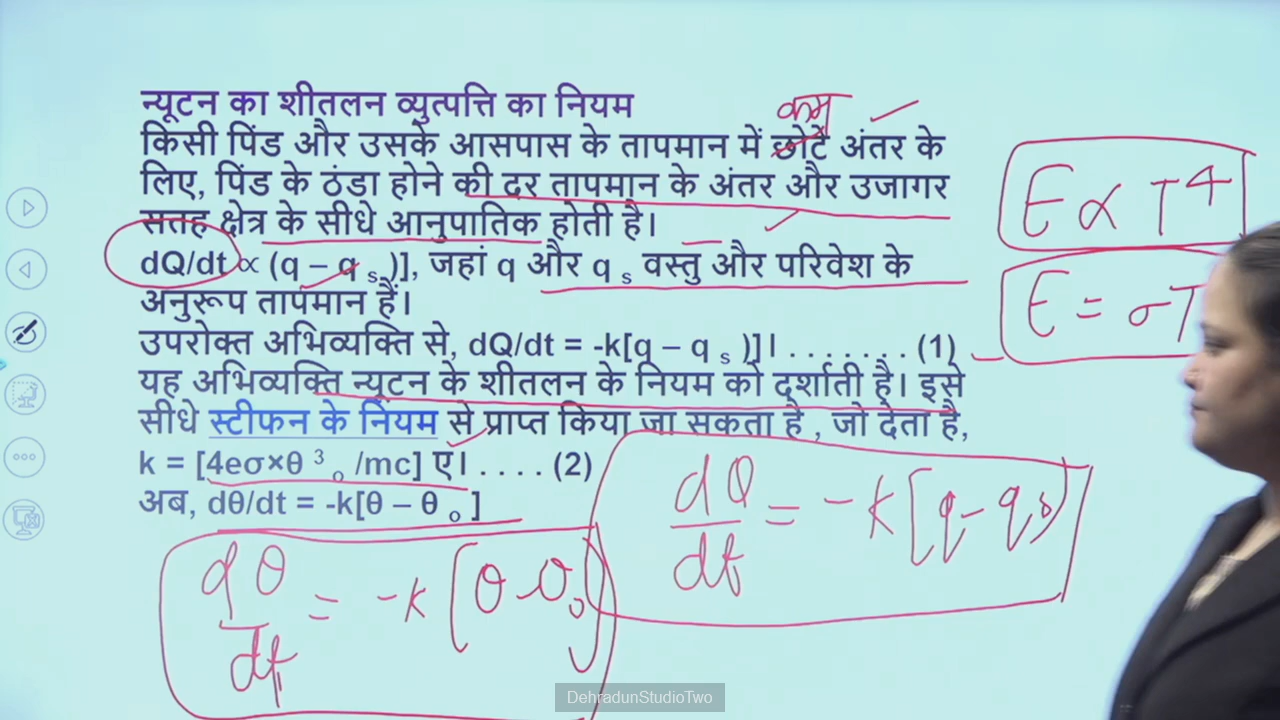 न्यूटन का शीतलन व्युत्पत्ति का नियम
कम
किसी पिंड और उसके आसपास के तापमान में छोटे अंतर के
लिए, पिंड के ठंडा होने की दर तापमान के अंतर और उजागर
सतह क्षेत्र के सीधे आनुपातिक होती है।
dQ/dt ∝ (q – q s )], जहां q और q s वस्तु और परिवेश के
अनुरूप तापमान हैं।
उपरोक्त अभिव्यक्ति से, dQ/dt = -k[q – q s )]। . . . . . . . (1)
यह अभिव्यक्ति न्यूटन के शीतलन के नियम को दर्शाती है। इसे
सीधे स्टीफन के नियम से प्राप्त किया जा सकता है , जो देता है,
k = [4eσ×θ ³ ₒ /mc] ए। . . . . (2)
अब, dθ/dt = -k[θ – θ ₒ ]
E ∝ T⁴
E = σT
dQ/dt = -k[q - qs)
dθ/dt = -k[θ - θ₀]
DehradunStudioTwo